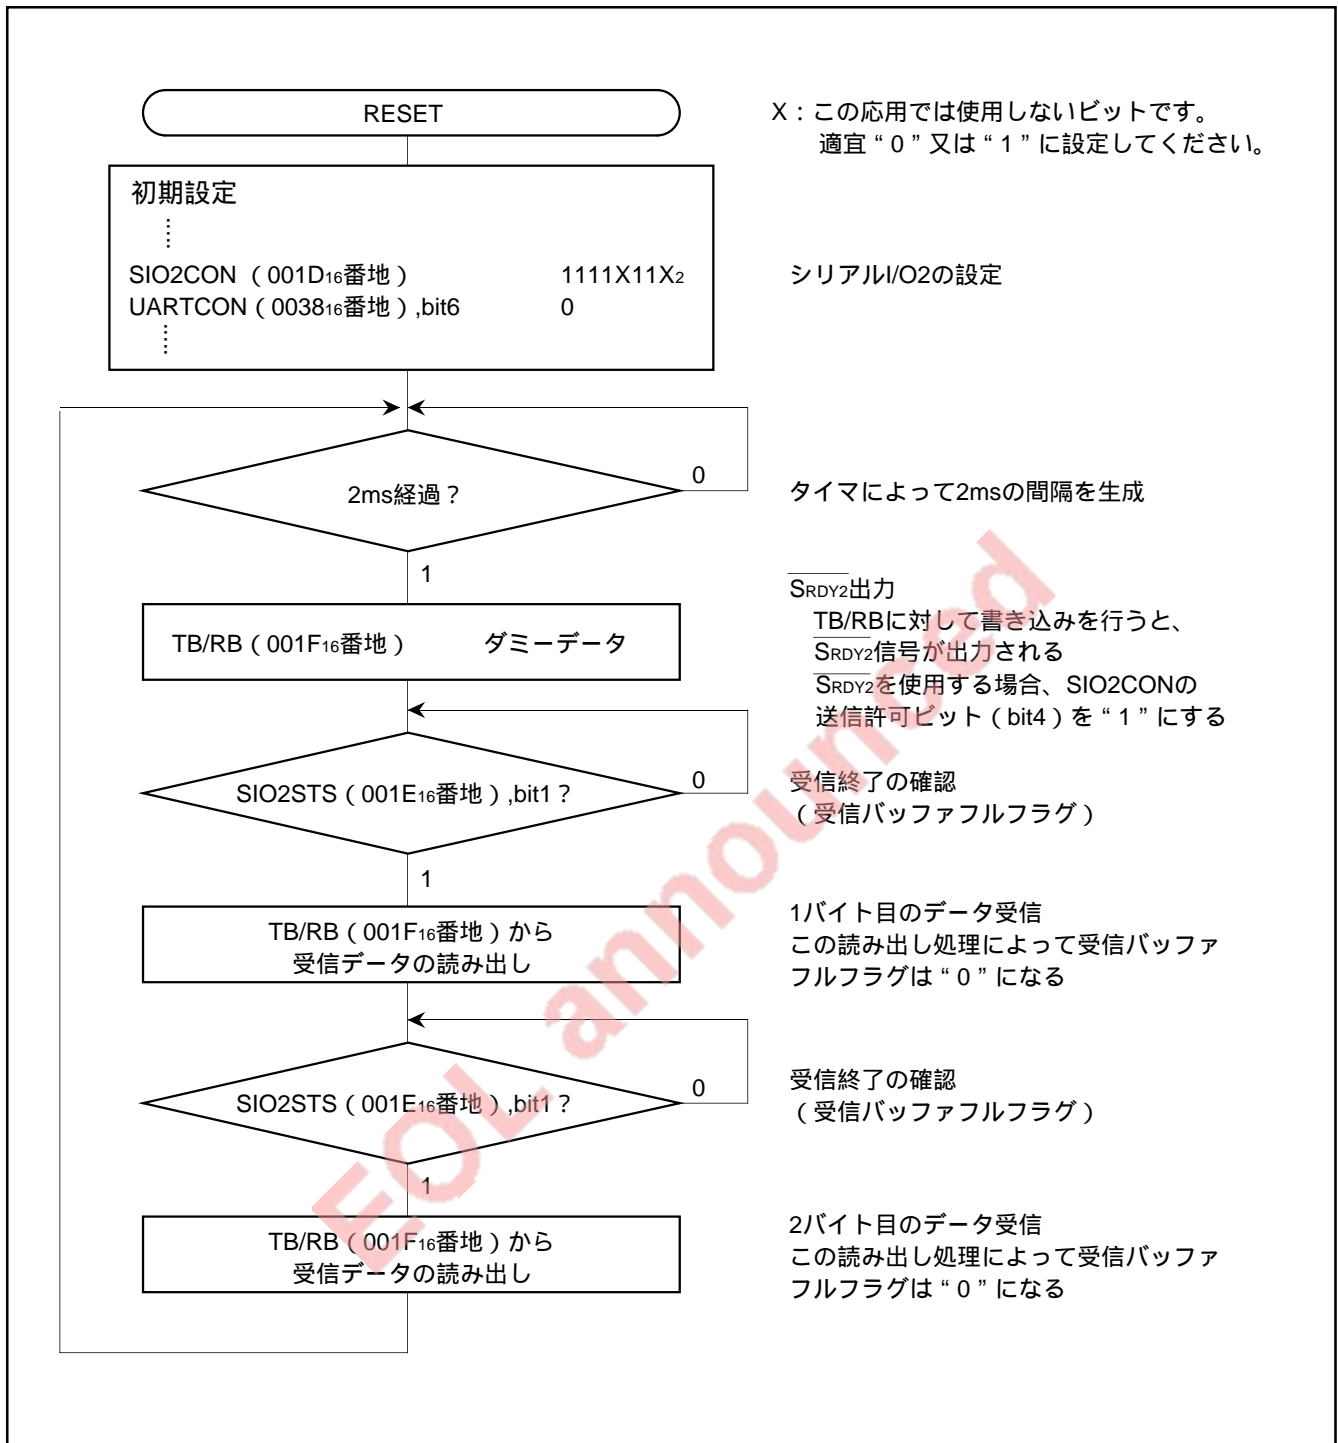 RESET
X：この応用では使用しないビットです。
適宜“0”又は“1”に設定してください。
初期設定
SIO2CON（001D16番地） 1111X11X2
シリアルI/O2の設定
UARTCON（003816番地）,bit6 0
2ms経過？
0
タイマによって2msの間隔を生成
1
TB/RB（001F16番地） ダミーデータ
SRDY2出力
TB/RBに対して書き込みを行うと、
SRDY2信号が出力される
SRDY2を使用する場合、SIO2CONの
送信許可ビット（bit4）を“1”にする
SIO2STS（001E16番地）,bit1？
0
受信終了の確認
（受信バッファフルフラグ）
1
TB/RB（001F16番地）から
受信データの読み出し
1バイト目のデータ受信
この読み出し処理によって受信バッファ
フルフラグは“0”になる
SIO2STS（001E16番地）,bit1？
0
受信終了の確認
（受信バッファフルフラグ）
1
TB/RB（001F16番地）から
受信データの読み出し
2バイト目のデータ受信
この読み出し処理によって受信バッファ
フルフラグは“0”になる
EOL announced